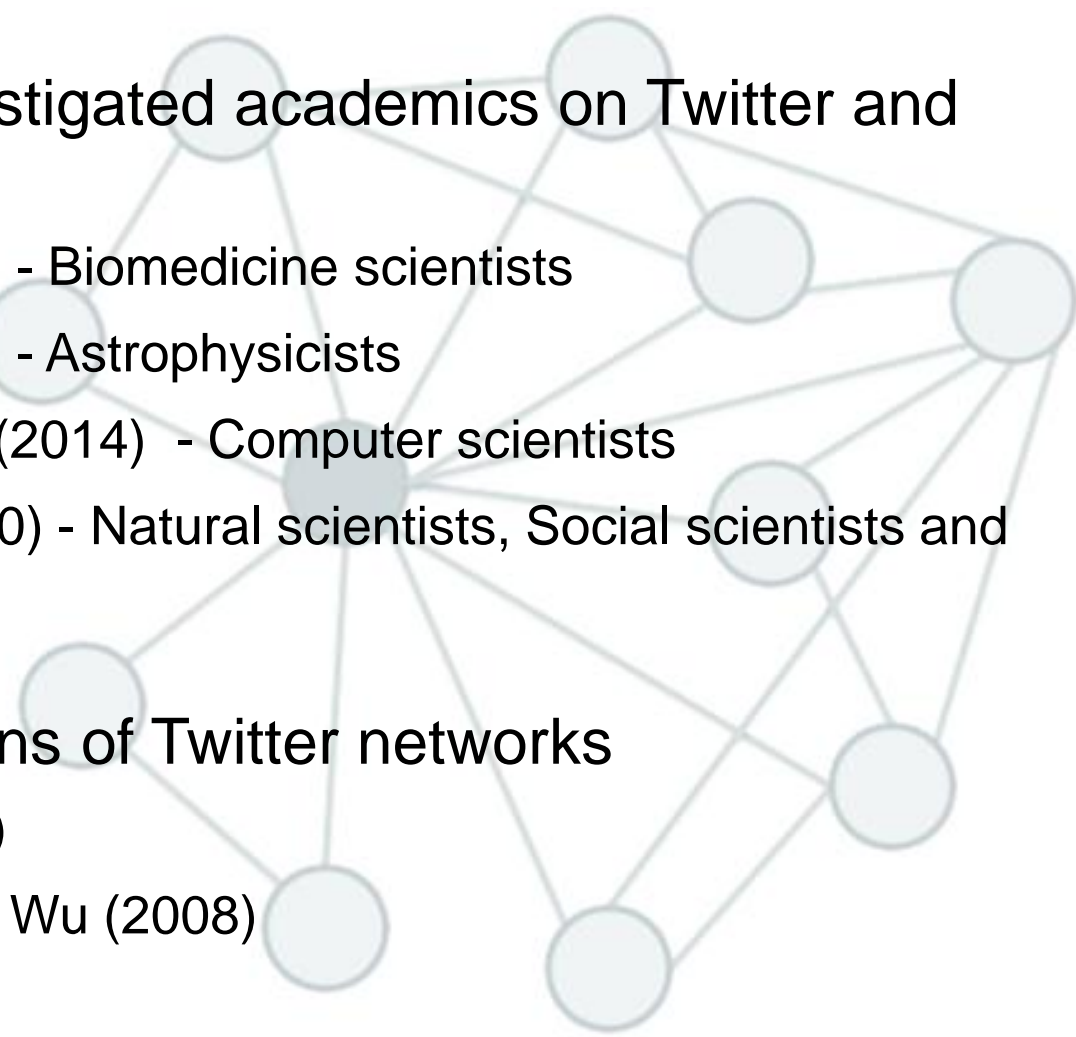 stigated academics on Twitter and
- Biomedicine scientists
- Astrophysicists
(2014) - Computer scientists
0) - Natural scientists, Social scientists and
ns of Twitter networks
)
Wu (2008)